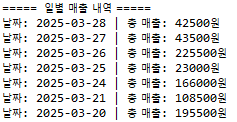 ===== 일별 매출 내역 =====
날짜: 2025-03-28 | 총 매출: 42500원
날짜: 2025-03-27 | 총 매출: 43500원
날짜: 2025-03-26 | 총 매출: 225500원
날짜: 2025-03-25 | 총 매출: 23000원
날짜: 2025-03-24 | 총 매출: 166000원
날짜: 2025-03-21 | 총 매출: 108500원
날짜: 2025-03-20 | 총 매출: 195500원